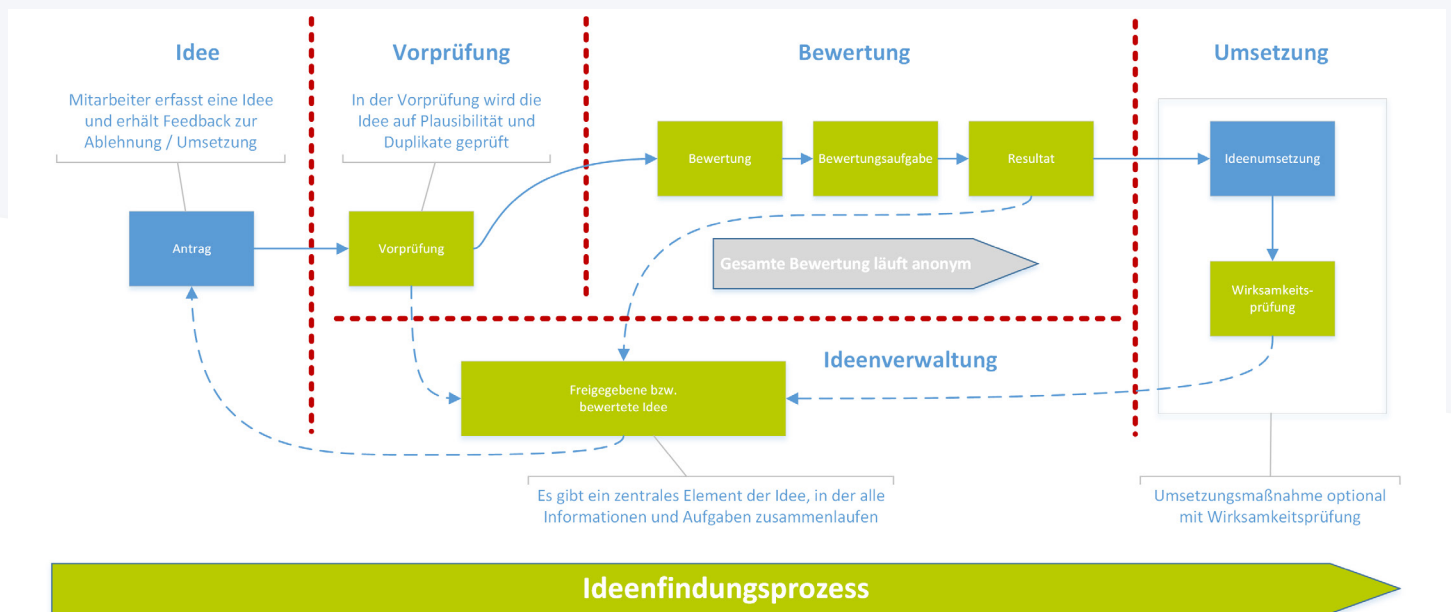 Idee
Vorprüfung
Bewertung
Umsetzung
Mitarbeiter erfasst eine Idee
und erhält Feedback zur
Ablehnung / Umsetzung
In der Vorprüfung wird die
Idee auf Plausibilität und
Duplikate geprüft
Bewertung
Bewertungsaufgabe
Resultat
Ideenumsetzung
Antrag
Vorprüfung
Gesamte Bewertung läuft anonym
Wirksamkeits-
prüfung
Ideenverwaltung
Freigegebene bzw.
bewertete Idee
Es gibt ein zentrales Element der Idee, in der alle
Informationen und Aufgaben zusammenlaufen
Umsetzungsmaßnahme optional
mit Wirksamkeitsprüfung
Ideenfindungsprozess